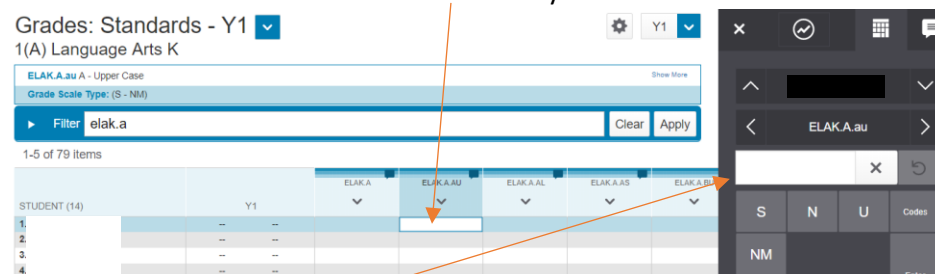 Grades: Standards - Y1
Y1
1(A) Language Arts K
ELAK.A.au A - Upper Case
Show More
Grade Scale Type: (S - NM)
Filter elak.a
Clear Apply
1-5 of 79 items
ELAK.A ELAK.A.AU ELAK.A.AL ELAK.A.AS
STUDENT (14) Y1
1. -- --
2. -- --
3. -- --
4. -- --
ELAK.A.au
S N U Codes
NM